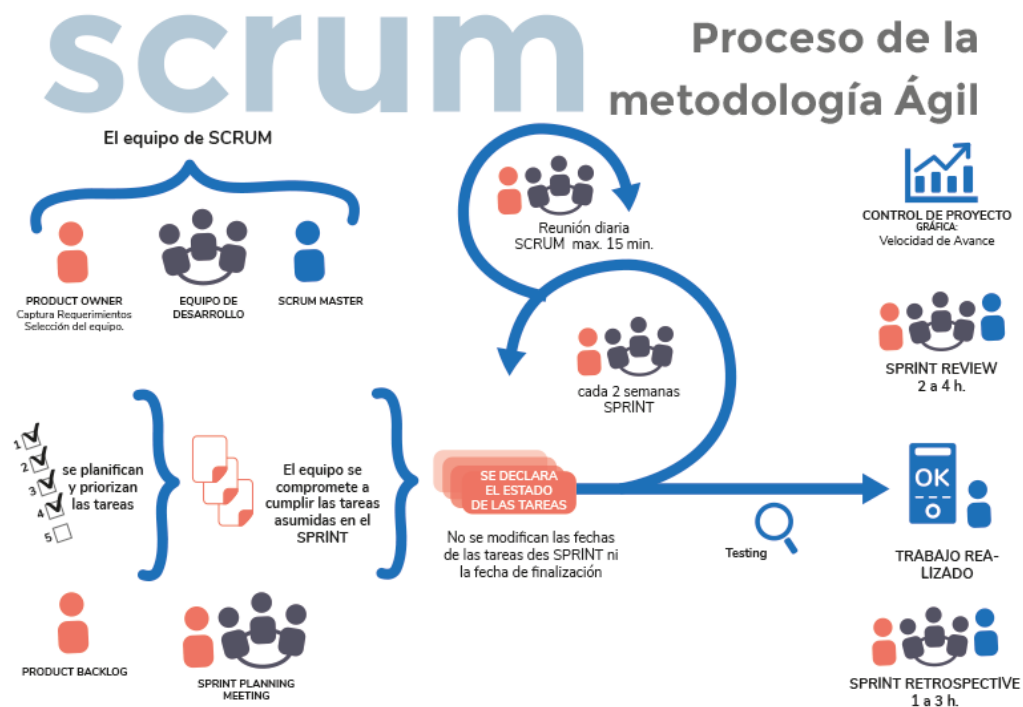 scrum
Proceso de la
metodología Ágil
El equipo de SCRUM
PRODUCT OWNER
Captura Requerimientos
Selección del equipo.
EQUIPO DE
DESARROLLO
SCRUM MASTER
Reunión diaria
SCRUM max. 15 min.
CONTROL DE PROYECTO
GRÁFICA:
Velocidad de Avance
cada 2 semanas
SPRINT
SPRINT REVIEW
2 a 4 h.
1
2
3
4
5
se planifican
y priorizan
las tareas
El equipo se
compromete a
cumplir las tareas
asumidas en el
SPRINT
SE DECLARA
EL ESTADO
DE LAS TAREAS
No se modifican las fechas
de las tareas des SPRINT ni
la fecha de finalización
Testing
OK
TRABAJO REA-
LIZADO
PRODUCT BACKLOG
SPRINT PLANNING
MEETING
SPRINT RETROSPECTIVE
1 a 3 h.